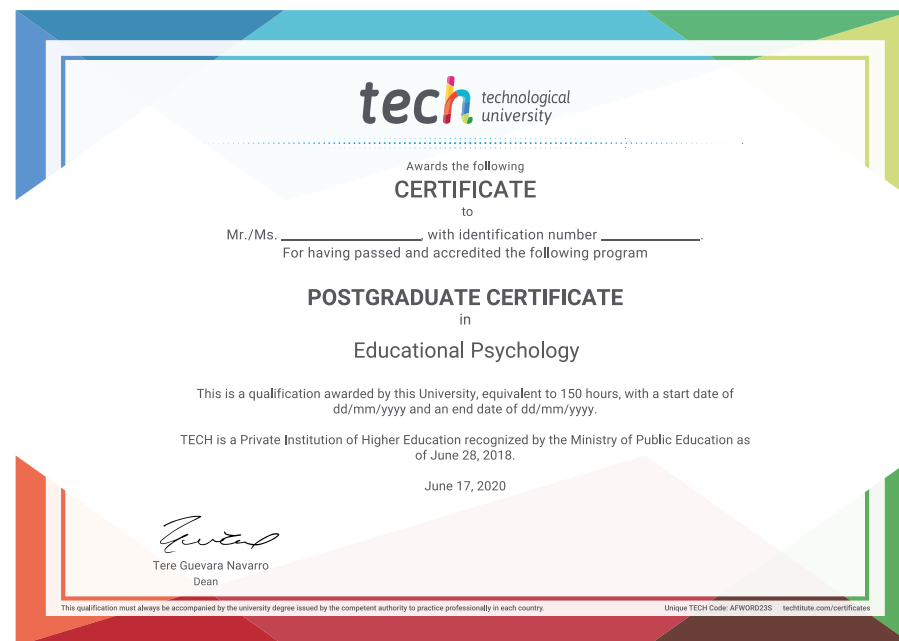 tech technological
university
Awards the following
CERTIFICATE
to
Mr./Ms. ____________________, with identification number ______________.
For having passed and accredited the following program
POSTGRADUATE CERTIFICATE
in
Educational Psychology
This is a qualification awarded by this University, equivalent to 150 hours, with a start date of
dd/mm/yyyy and an end date of dd/mm/yyyy.
TECH is a Private Institution of Higher Education recognized by the Ministry of Public Education as
of June 28, 2018.
June 17, 2020
Tere Guevara Navarro
Dean
This qualification must always be accompanied by the university degree issued by the competent authority to practice professionally in each country.
Unique TECH Code: AFWORD23S techtitute.com/certificates